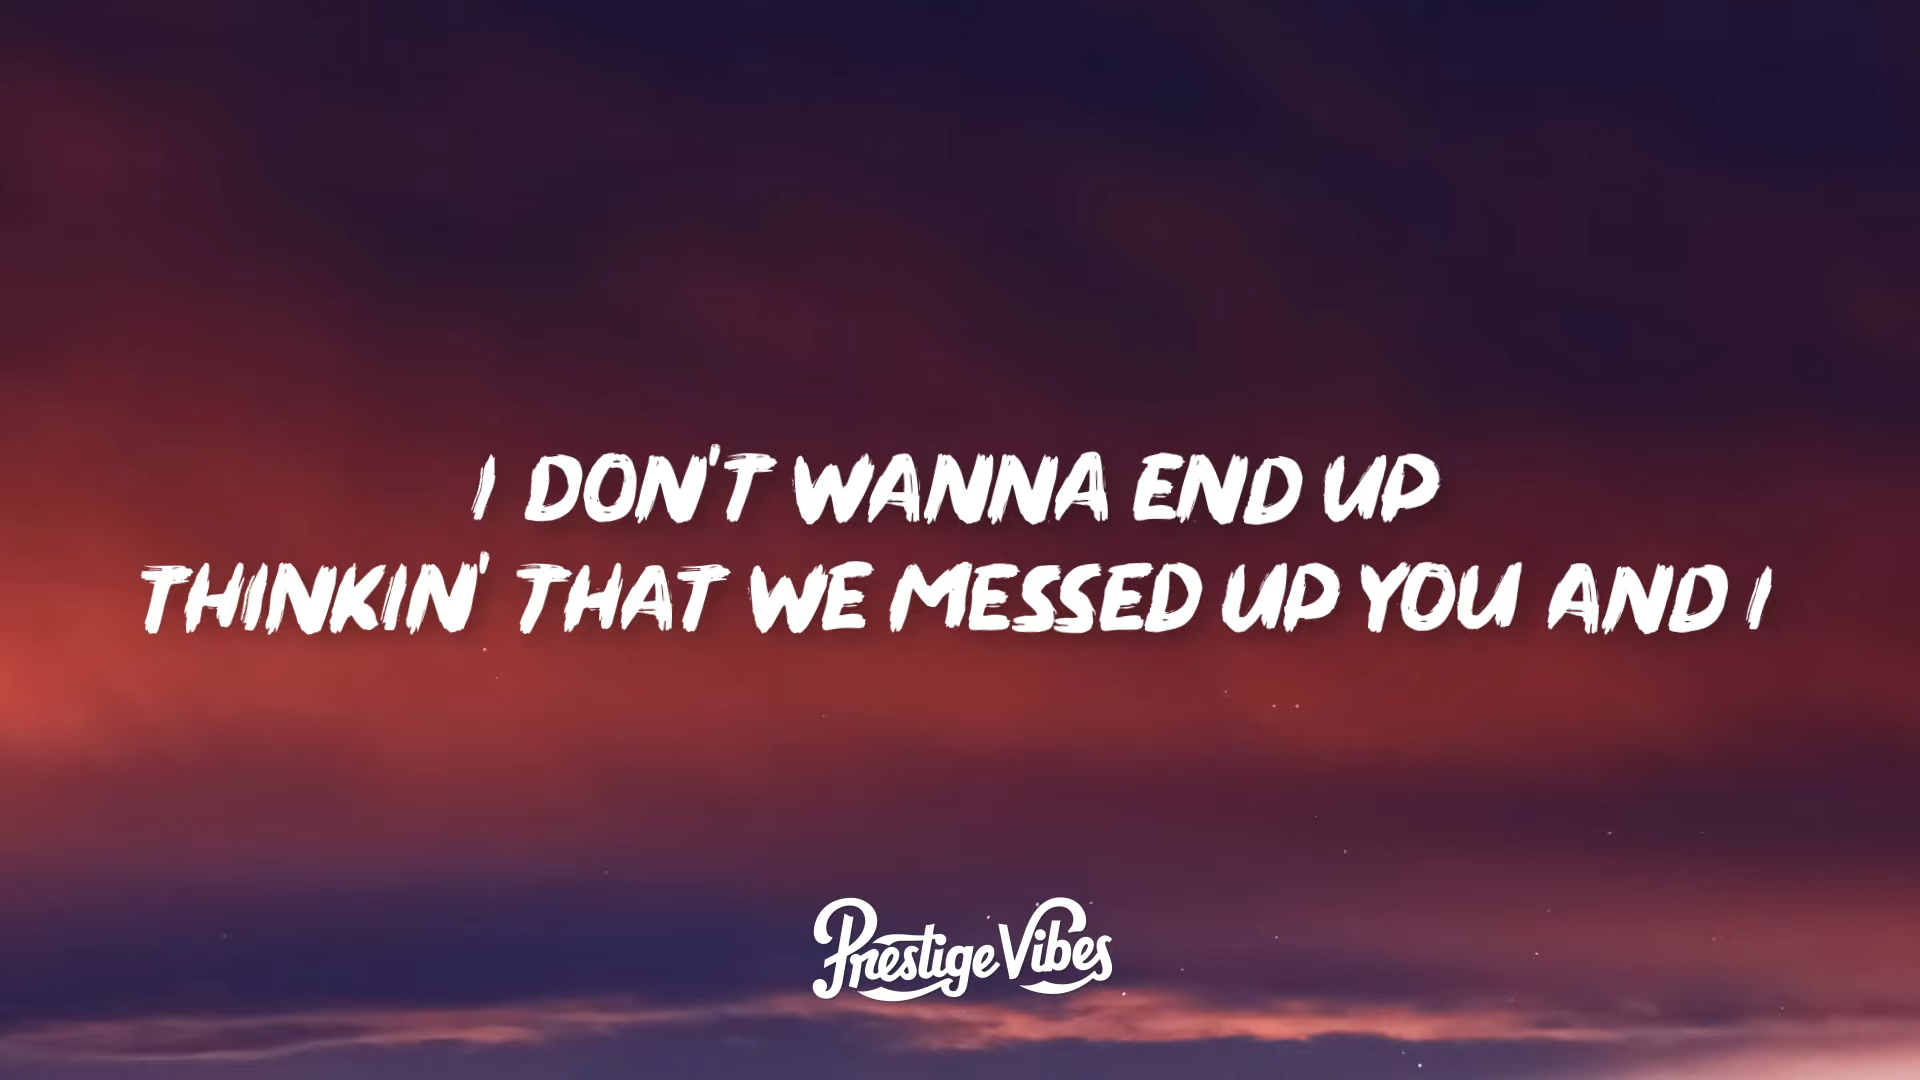 I DON'T WANNA END UP
THINKIN' THAT WE MESSED UP YOU AND I
Prestige Vibes